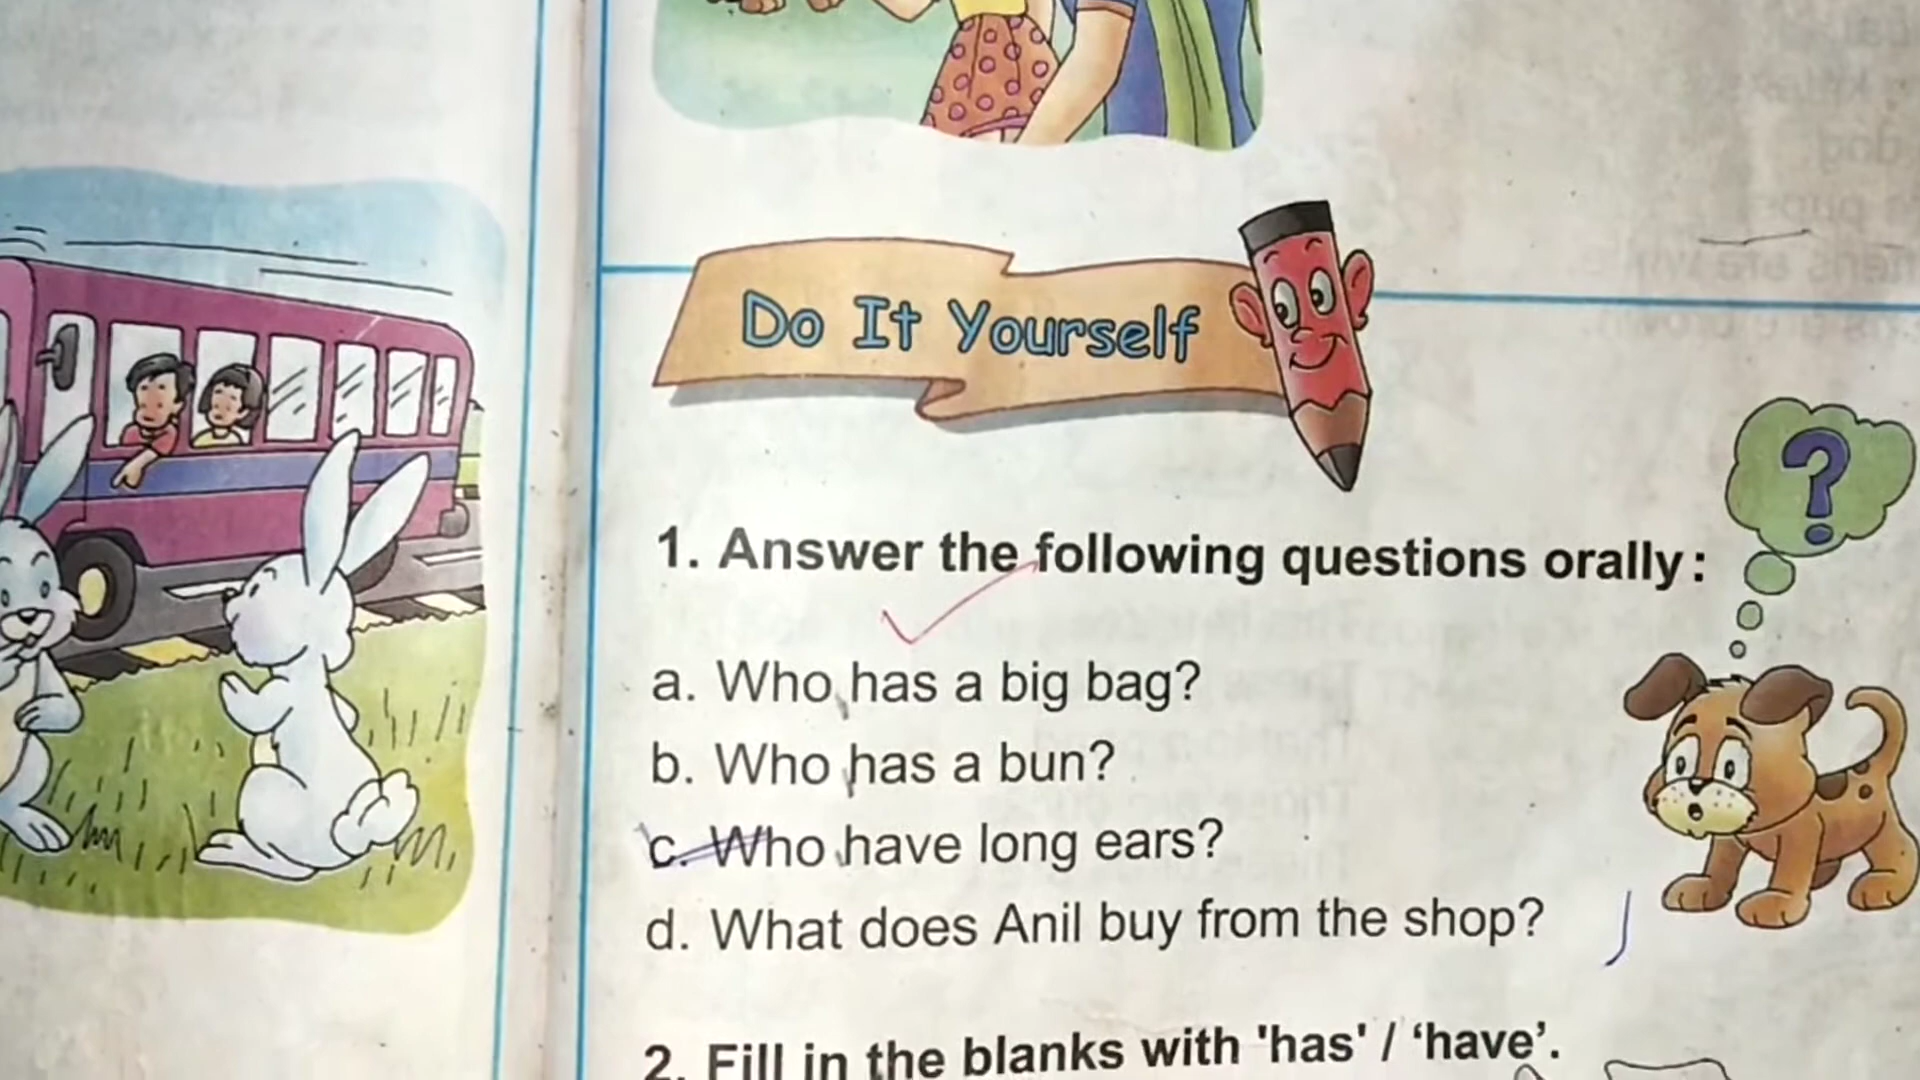 Do It Yourself
?
1. Answer the following questions orally:
a. Who has a big bag?
b. Who has a bun?
c. Who have long ears?
d. What does Anil buy from the shop?
2. Fill in the blanks with 'has' / ‘have’.